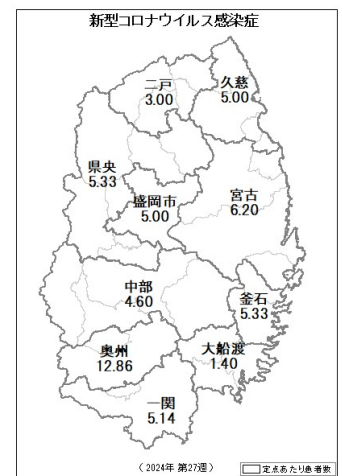 新型コロナウイルス感染症
二戸
3.00
久慈
5.00
県央
5.33
盛岡市
5.00
宮古
6.20
中部
4.60
釜石
5.33
奥州
12.86
大船渡
1.40
一関
5.14
(2024年 第27週)
定点あたり患者数